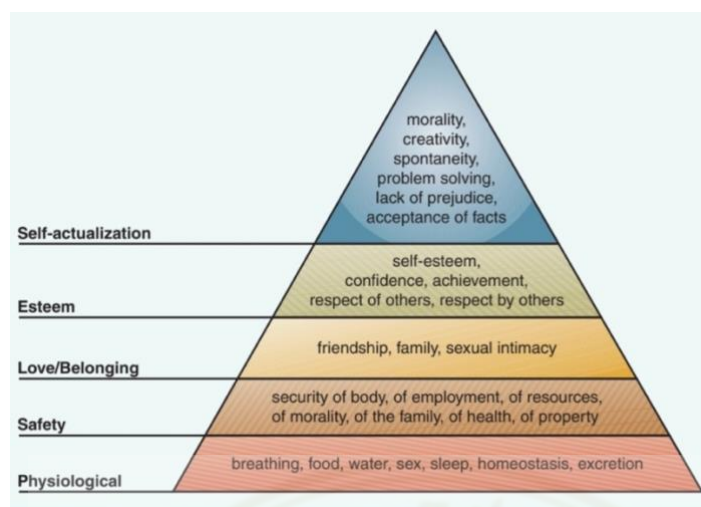 morality,
creativity,
spontaneity,
problem solving,
lack of prejudice,
acceptance of facts
Self-actualization
self-esteem,
confidence, achievement,
respect of others, respect by others
Esteem
friendship, family, sexual intimacy
Love/Belonging
security of body, of employment, of resources,
of morality, of the family, of health, of property
Safety
breathing, food, water, sex, sleep, homeostasis, excretion
Physiological